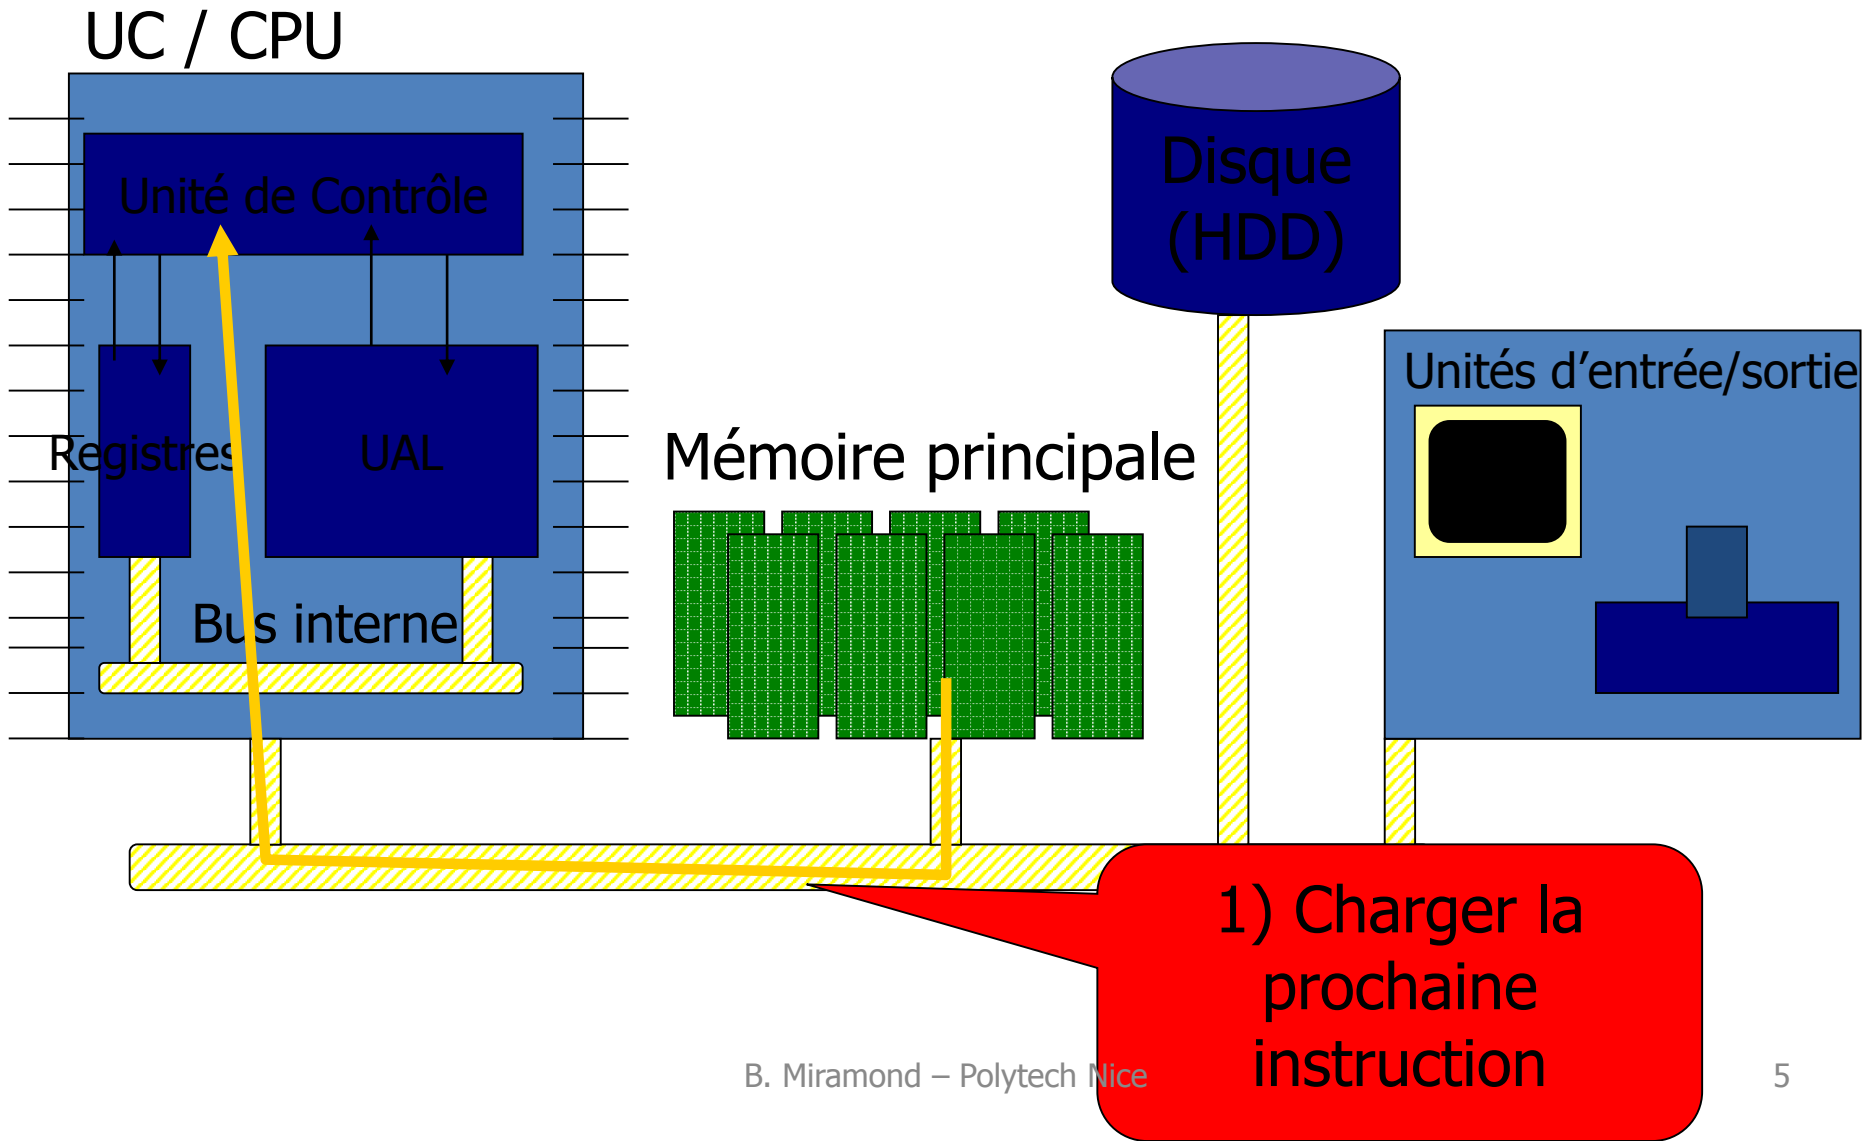 UC / CPU
Unité de Contrôle
Registres
UAL
Bus interne
Mémoire principale
Disque
(HDD)
Unités d’entrée/sortie
1) Charger la
prochaine
instruction
B. Miramond – Polytech Nice
5